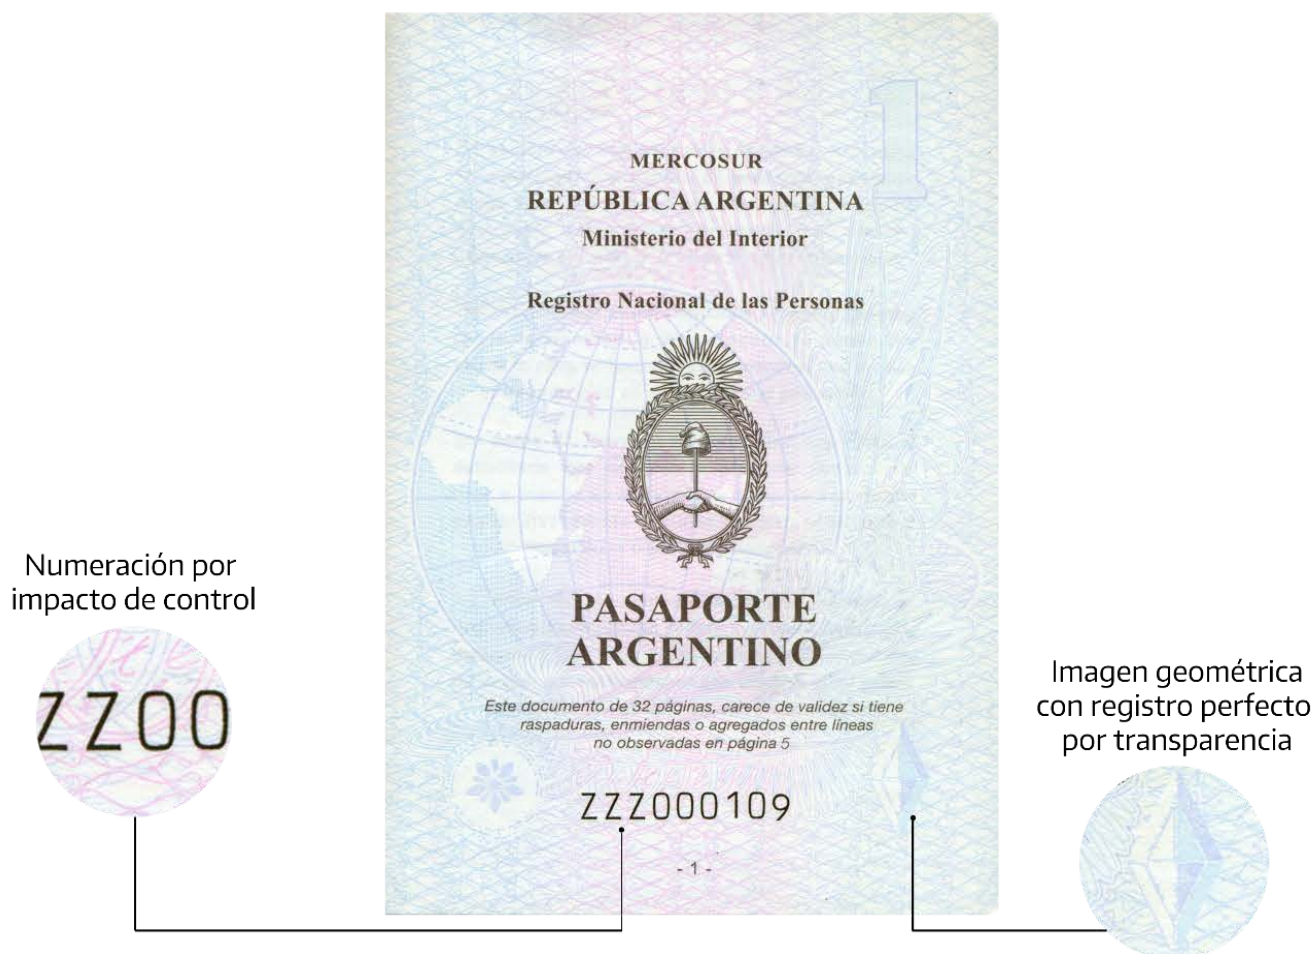 1
MERCOSUR
REPÚBLICA ARGENTINA
Ministerio del Interior
Registro Nacional de las Personas
PASAPORTE
ARGENTINO
Este documento de 32 páginas, carece de validez si tiene
raspaduras, enmiendas o agregados entre líneas
no observadas en página 5
ZZZ000109
- 1 -
Numeración por
impacto de control
ZZ00
Imagen geométrica
con registro perfecto
por transparencia